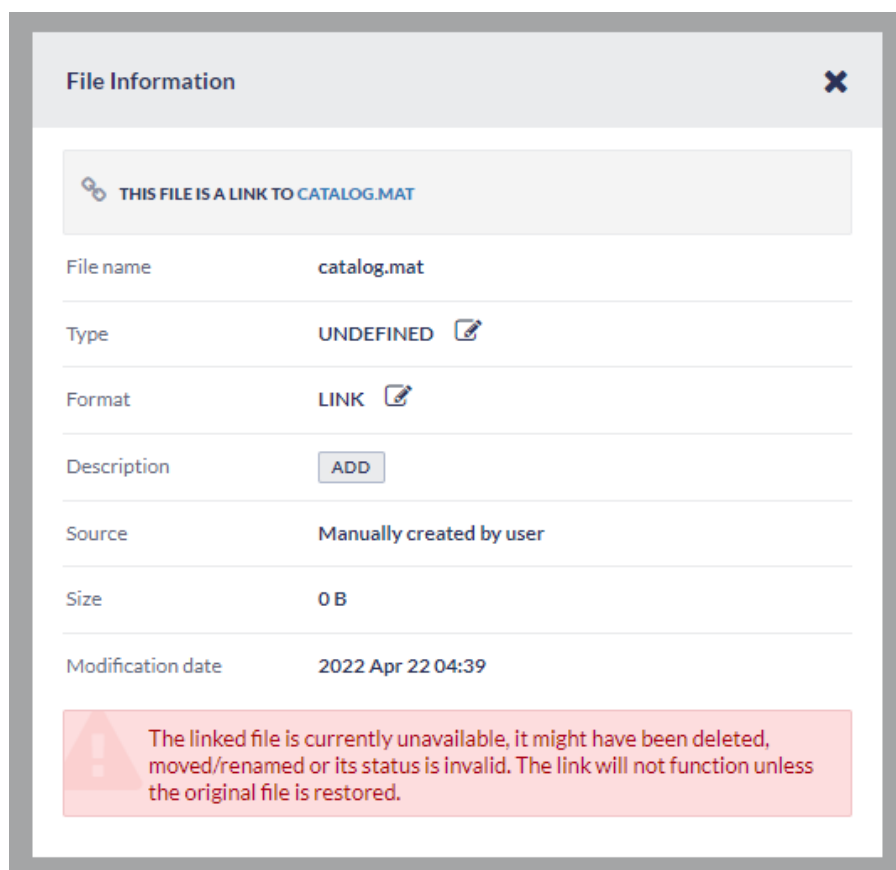 File Information
THIS FILE IS A LINK TO CATALOG.MAT
File name catalog.mat
Type UNDEFINED
Format LINK
Description ADD
Source Manually created by user
Size 0 B
Modification date 2022 Apr 22 04:39
The linked file is currently unavailable, it might have been deleted,
moved/renamed or its status is invalid. The link will not function unless
the original file is restored.